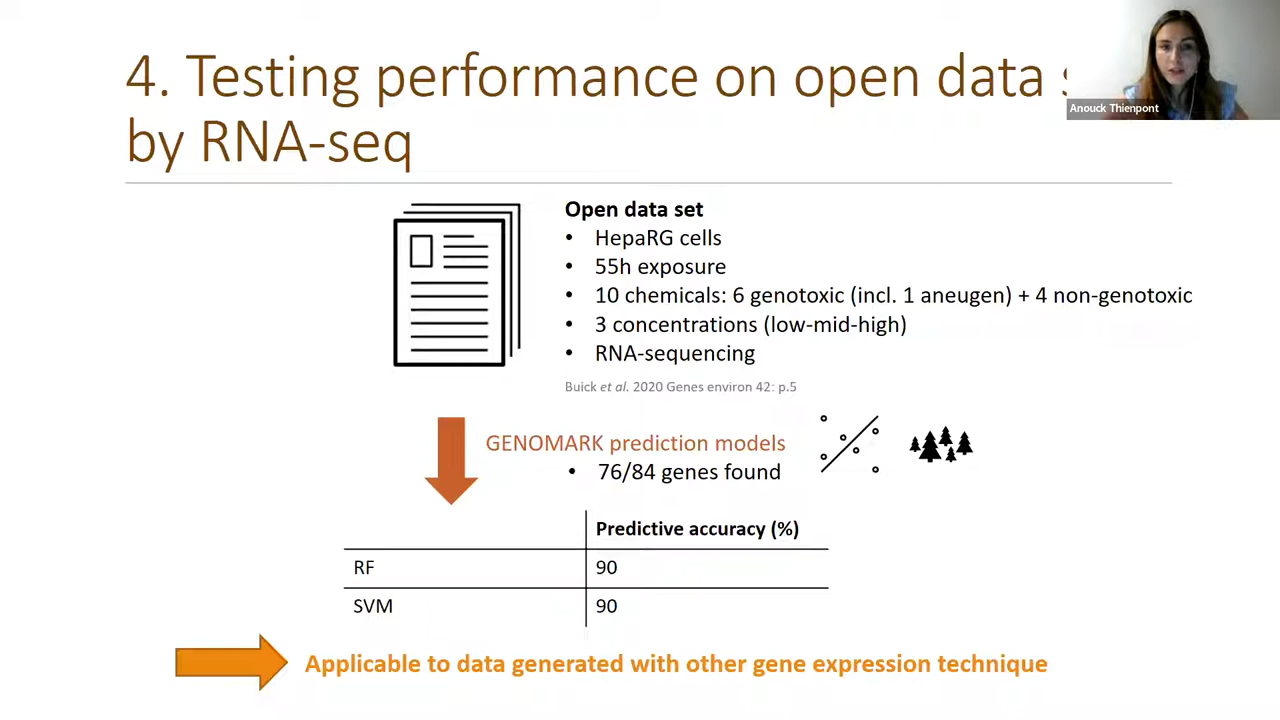 4. Testing performance on open data
by RNA-seq
Anouck Thienpont
Open data set
• HepaRG cells
• 55h exposure
• 10 chemicals: 6 genotoxic (incl. 1 aneugen) + 4 non-genotoxic
• 3 concentrations (low-mid-high)
• RNA-sequencing
Buick et al. 2020 Genes environ 42: p.5
GENOMARK prediction models
• 76/84 genes found
Predictive accuracy (%)
RF 90
SVM 90
Applicable to data generated with other gene expression technique